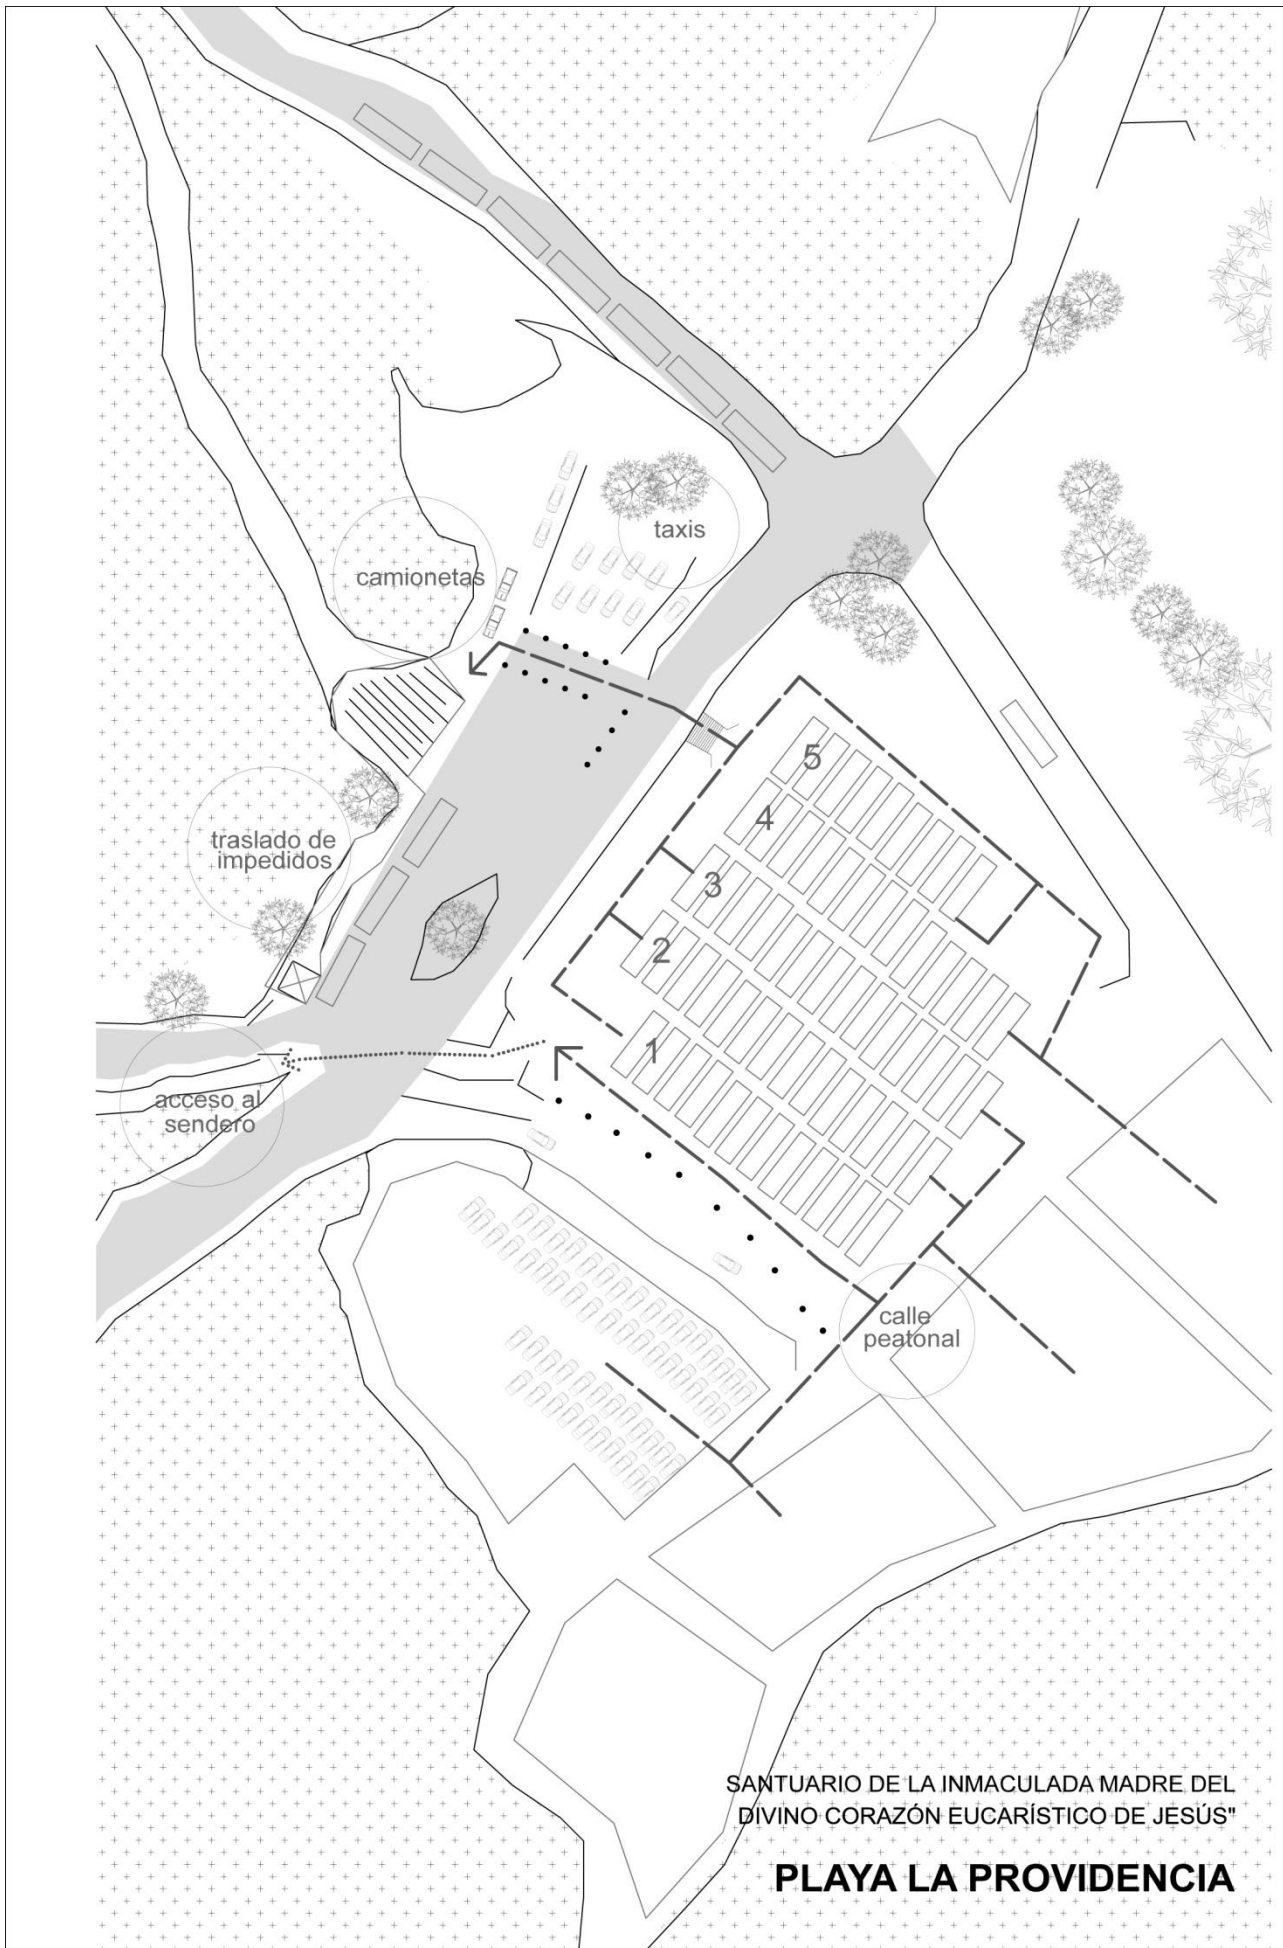 taxis
camionetas
5
4
traslado de
impedidos
3
2
1
acceso al
sendero
calle
peatonal
SANTUARIO DE LA INMACULADA MADRE DEL
DIVINO CORAZÓN EUCARÍSTICO DE JESÚS"
PLAYA LA PROVIDENCIA